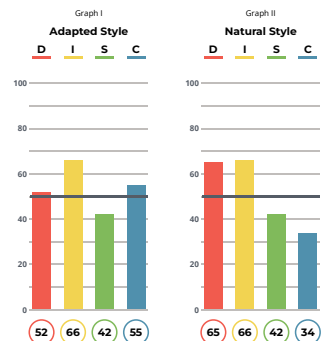 Graph I
Adapted Style
D I S C
100
80
60
40
20
0
52 66 42 55
Graph II
Natural Style
D I S C
100
80
60
40
20
0
65 66 42 34